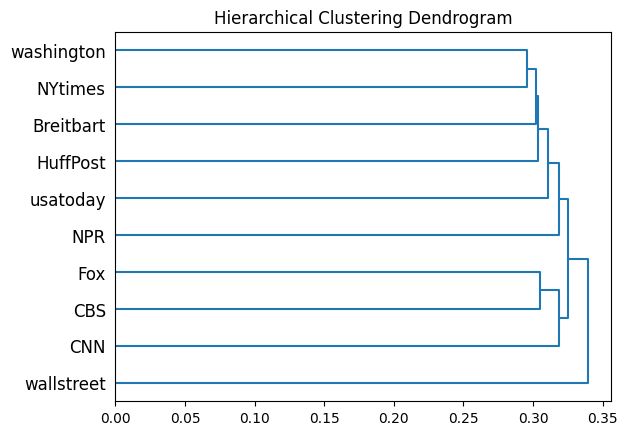 Hierarchical Clustering Dendrogram
washington
NYtimes
Breitbart
HuffPost
usatoday
NPR
Fox
CBS
CNN
wallstreet
0.00 0.05 0.10 0.15 0.20 0.25 0.30 0.35